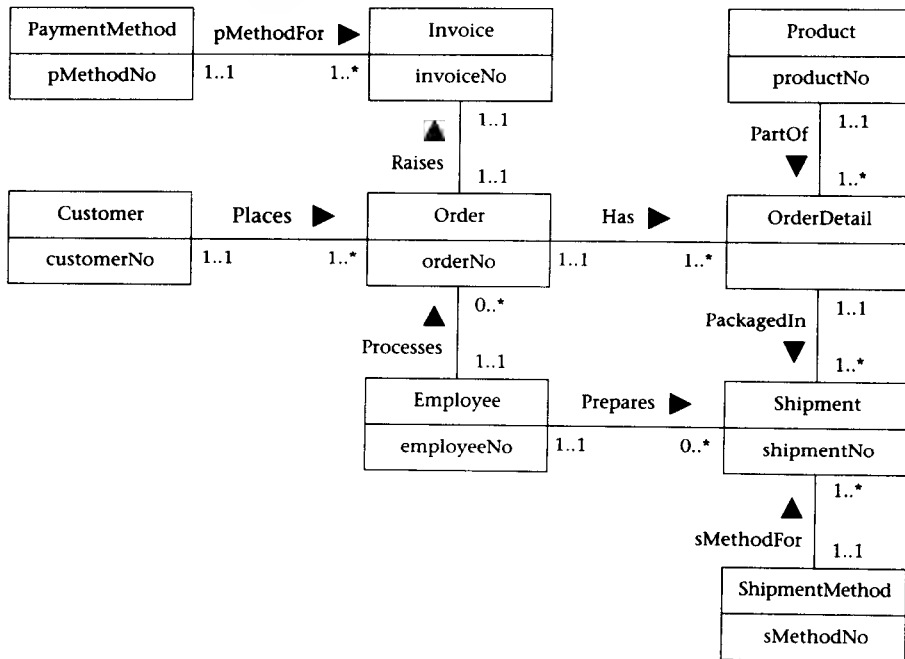 PaymentMethod
pMethodNo
pMethodFor
1..1
1..*
Invoice
invoiceNo
Product
productNo
1..1
Raises
1..1
1..1
PartOf
1..*
Customer
customerNo
Places
1..1
1..*
Order
orderNo
Has
1..1
1..*
OrderDetail
0..*
Processes
1..1
1..1
PackagedIn
1..*
Employee
employeeNo
Prepares
1..1
0..*
Shipment
shipmentNo
1..*
sMethodFor
1..1
ShipmentMethod
sMethodNo